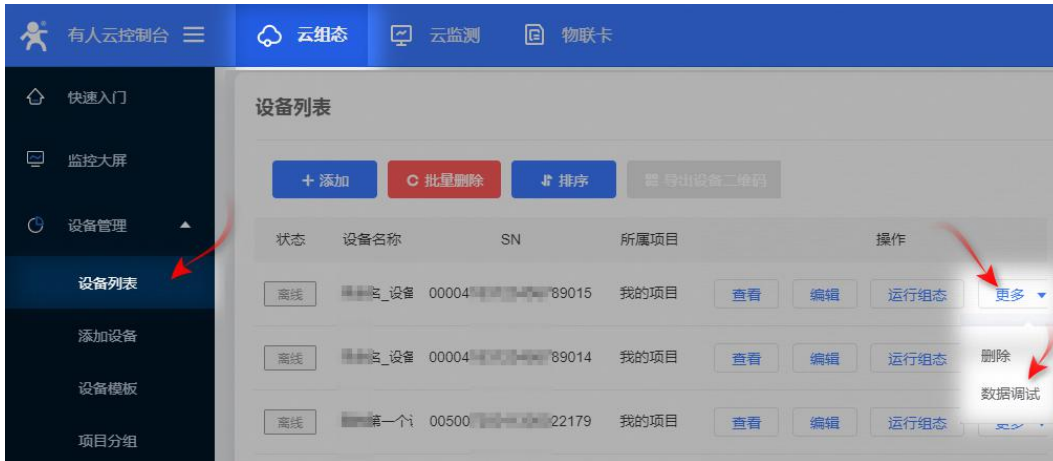 有人云控制台 云组态 云监测 物联卡
快速入门
设备列表
监控大屏
+ 添加 C 批量删除 排序 导出设备二维码
设备管理
状态 设备名称 SN 所属项目 操作
设备列表
离线 名_设备 00004 89015 我的项目 查看 编辑 运行组态 更多
添加设备
删除
离线 名_设备 00004 89014 我的项目 查看 编辑 运行组态
设备模板
数据调试
离线 第一个 00500 22179 我的项目 查看 编辑 运行组态 更多
项目分组